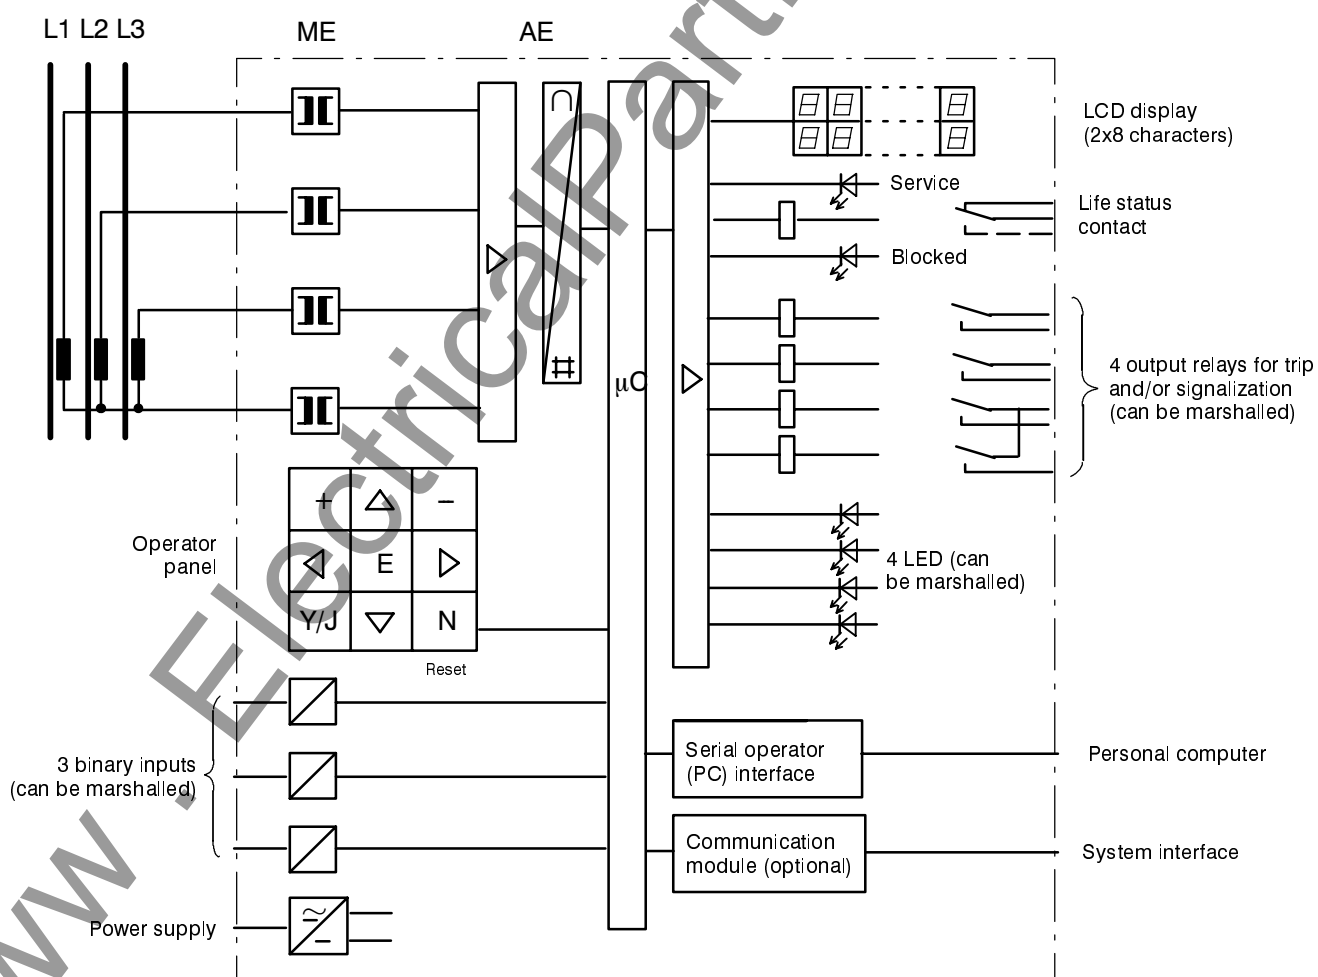 L1 L2 L3
ME
AE
LCD display
(2x8 characters)
Service
Life status
contact
Blocked
μC
4 output relays for trip
and/or signalization
(can be marshalled)
+
−
Operator
panel
E
4 LED (can
be marshalled)
Y/J
N
Reset
3 binary inputs
(can be marshalled)
Serial operator
(PC) interface
Personal computer
Communication
module (optional)
System interface
Power supply